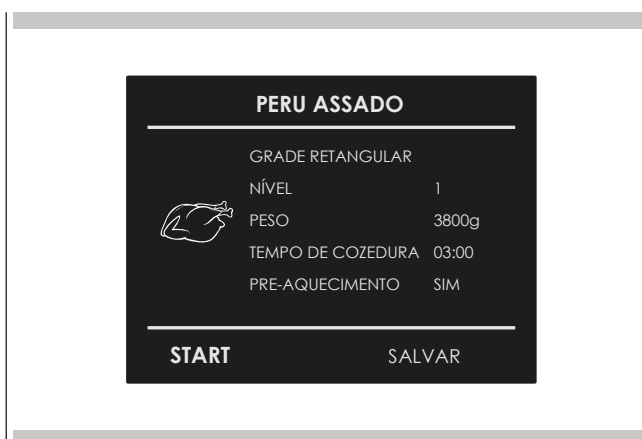 PERU ASSADO
GRADE RETANGULAR
NÍVEL 1
PESO 3800g
TEMPO DE COZEDURA 03:00
PRE-AQUECIMENTO SIM
START SALVAR